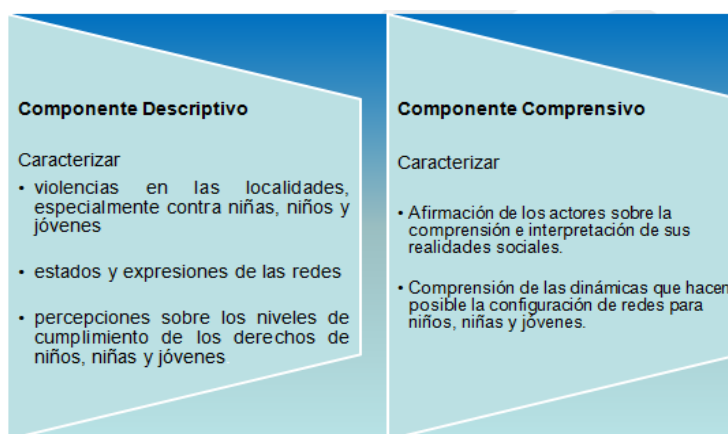 Componente Descriptivo
Caracterizar
• violencias en las localidades,
especialmente contra niñas, niños y
jóvenes
• estados y expresiones de las redes
• percepciones sobre los niveles de
cumplimiento de los derechos de
niños, niñas y jóvenes
Componente Comprensivo
Caracterizar
• Afirmación de los actores sobre la
comprensión e interpretación de sus
realidades sociales.
• Comprensión de las dinámicas que hacen
posible la configuración de redes para
niños, niñas y jóvenes.